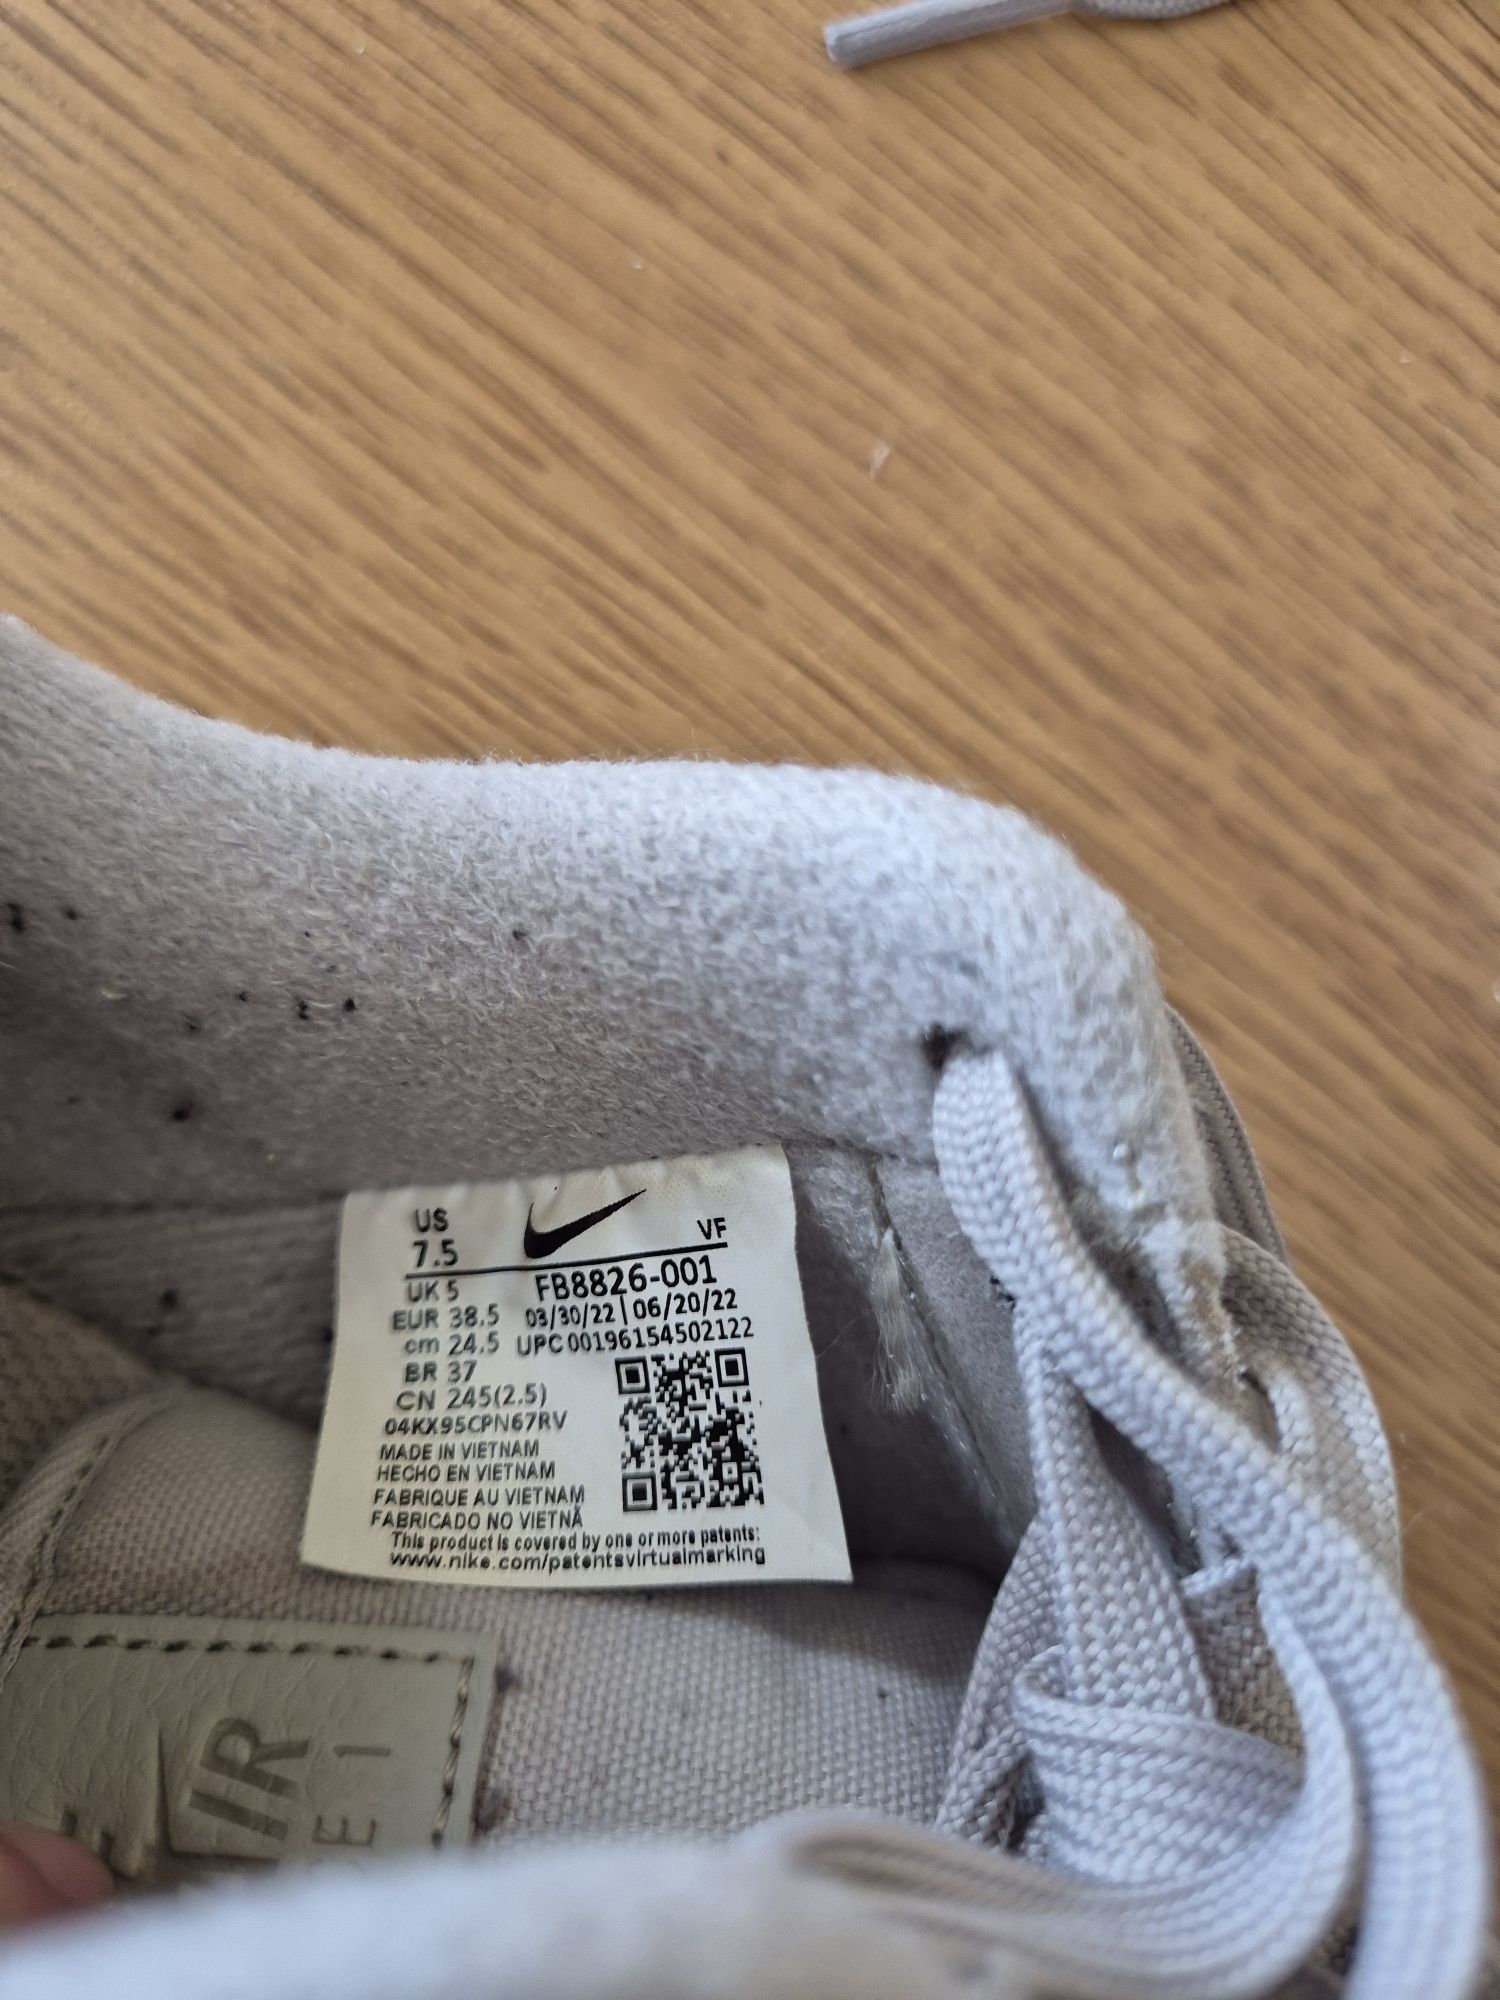 US
7.5
VF
UK 5 FB8826-001
EUR 38.5 03/30/22 | 06/20/22
cm 24.5 UPC 00196154502122
BR 37
CN 245(2.5)
04KX95CPN67RV
MADE IN VIETNAM
HECHO EN VIETNAM
FABRIQUE AU VIETNAM
FABRICADO NO VIETNÃ
This product is covered by one or more patents:
www.nike.com/patentsvirtualmarking
AIR
CE 1